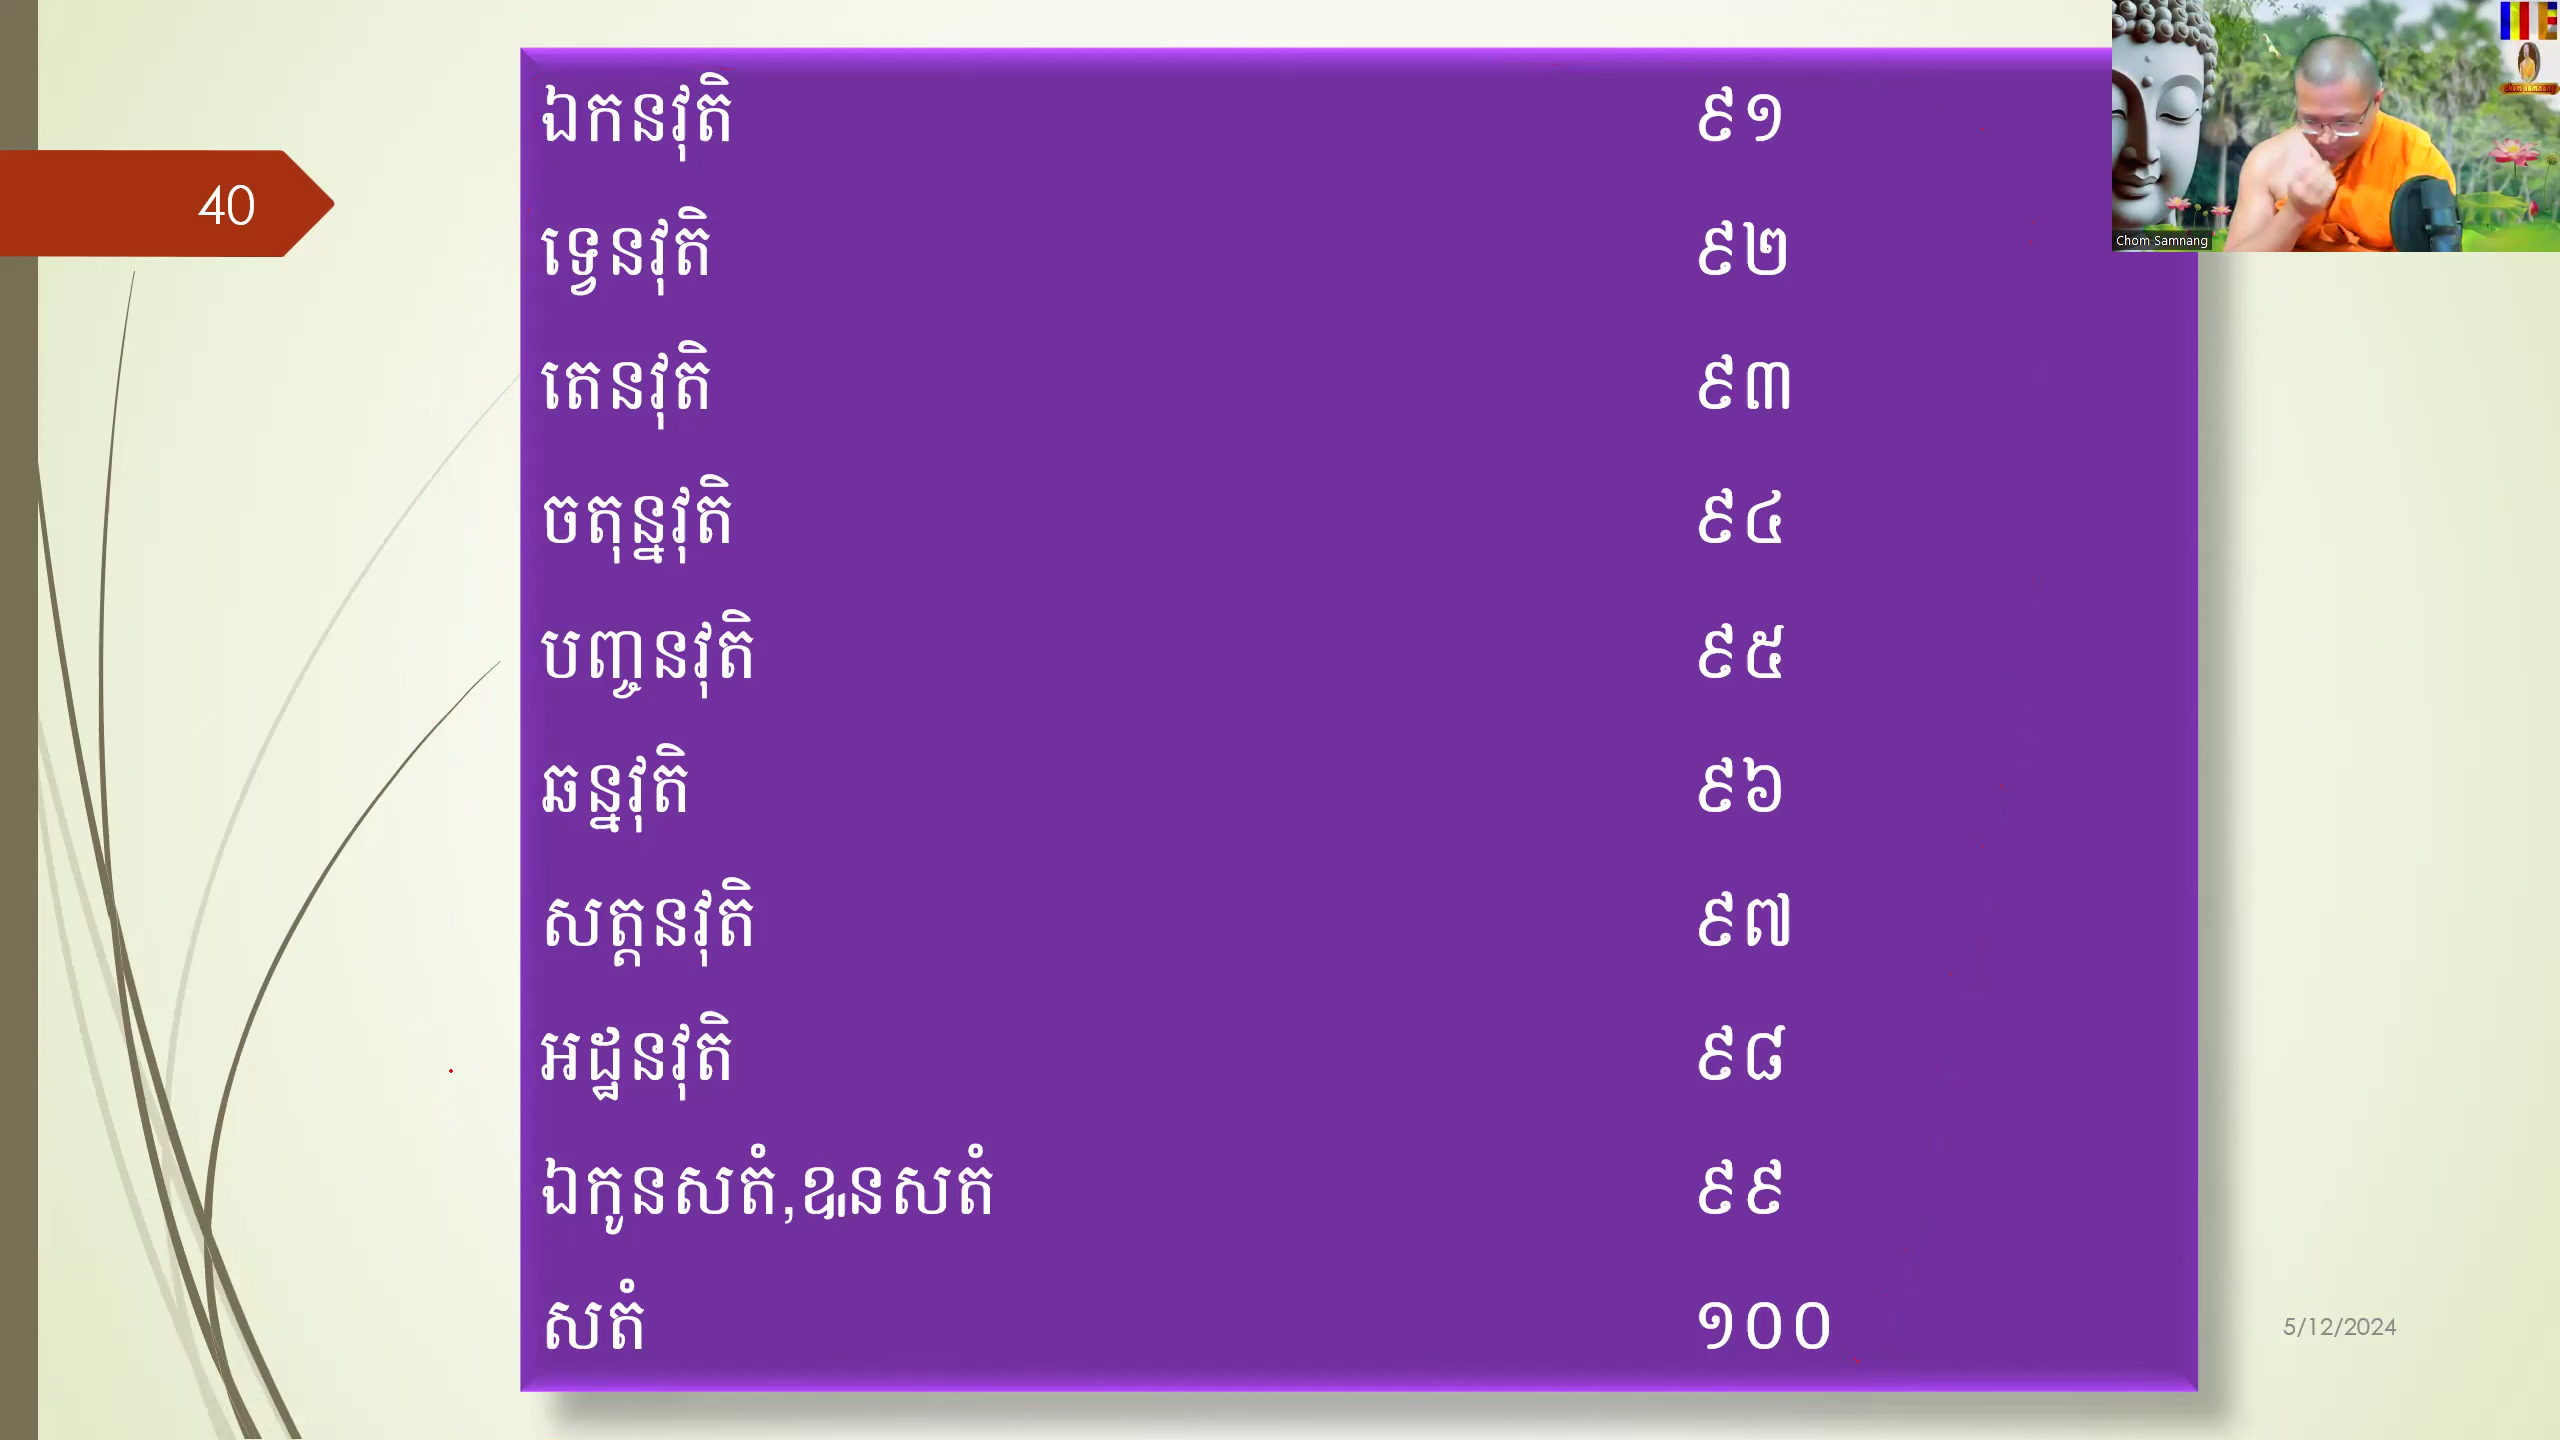 ឯកនវុតិ ៩១
ទ្វេនវុតិ ៩២
40
តេនវុតិ ៩៣
ចតុន្នវុតិ ៩៤
បញ្ចនវុតិ ៩៥
ឆន្នវុតិ ៩៦
សត្តនវុតិ ៩៧
អដ្ឋនវុតិ ៩៨
ឯកូនសតំ,ឩនសតំ ៩៩
សតំ ១០០
Chom Samnang
5/12/2024